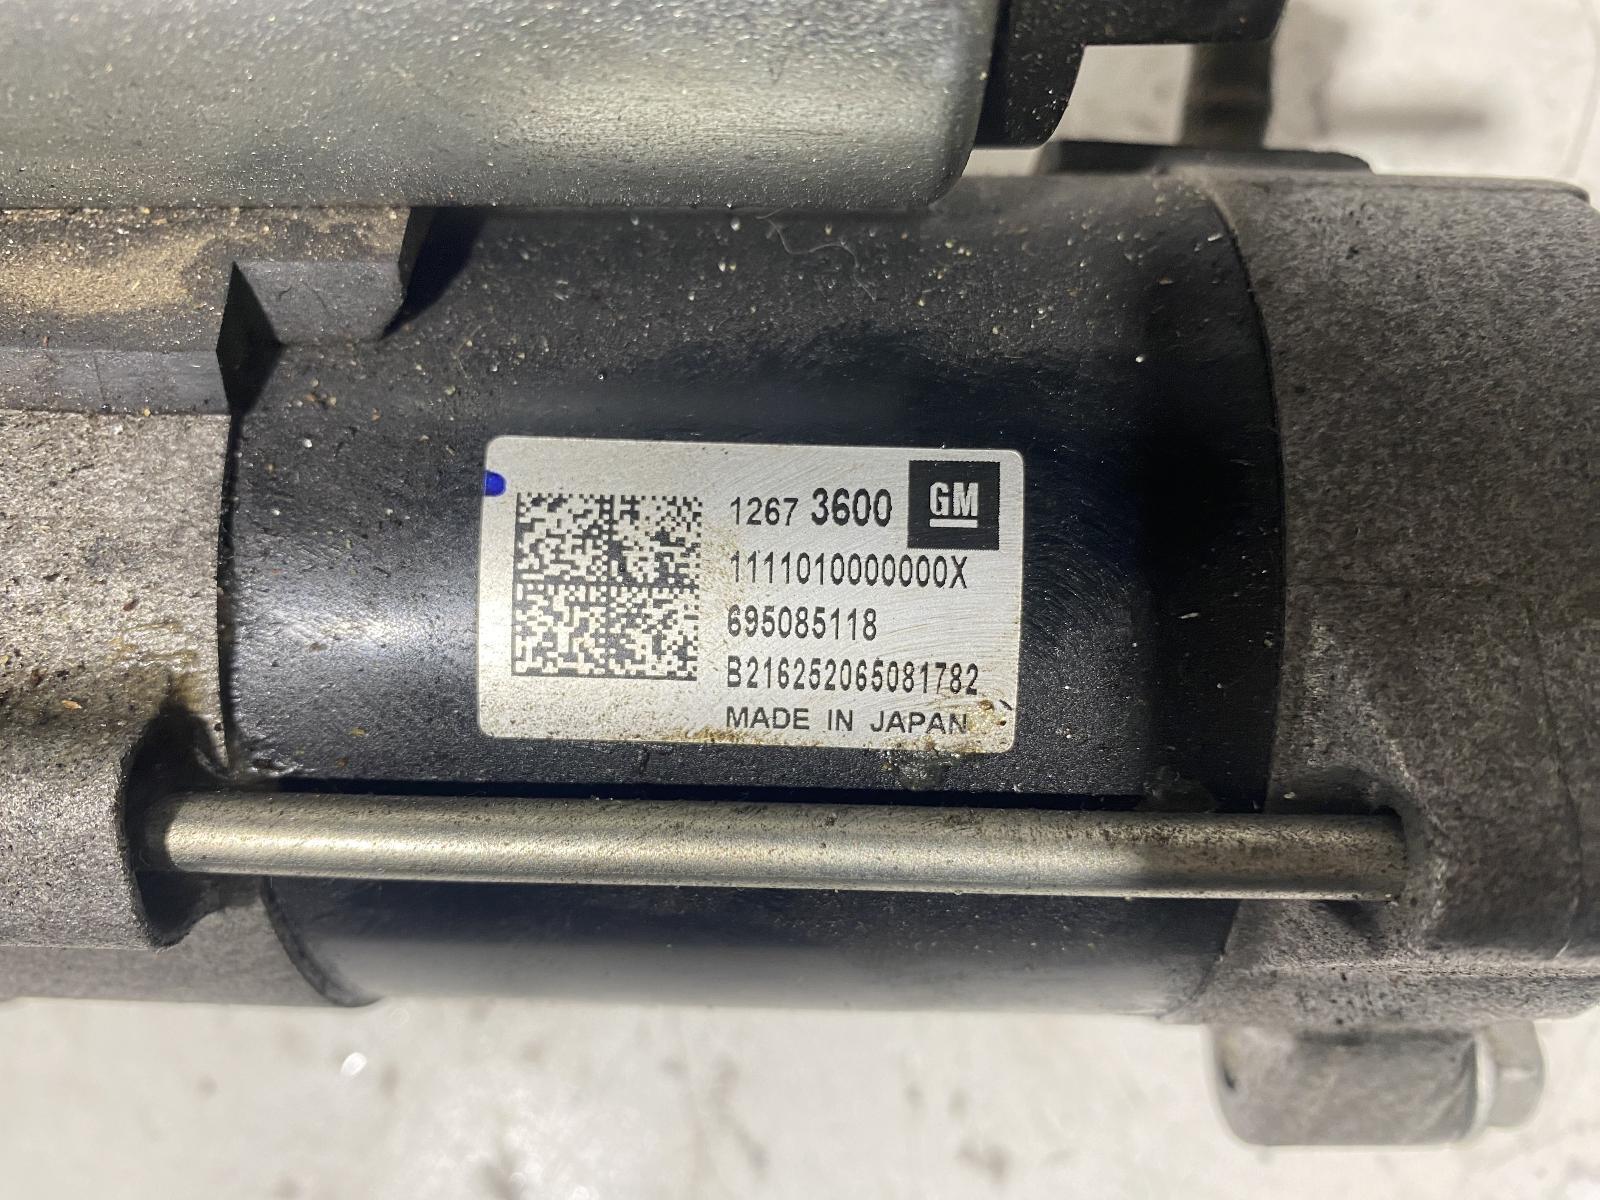 1267 3600 GM
1111010000000X
695085118
B216252065081782
MADE IN JAPAN